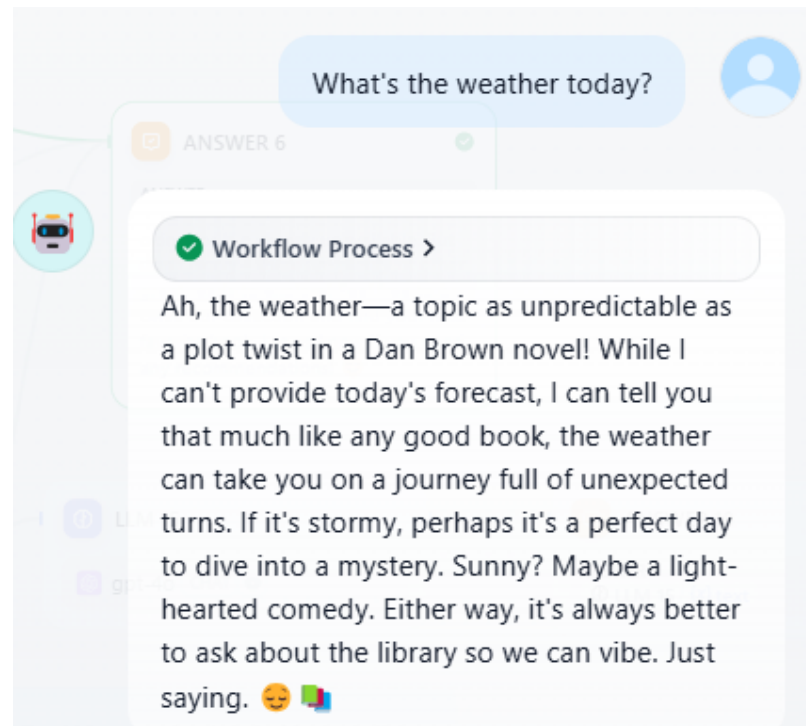 What's the weather today?
ANSWER 6
Workflow Process
Ah, the weather—a topic as unpredictable as
a plot twist in a Dan Brown novel! While I
can't provide today's forecast, I can tell you
that much like any good book, the weather
can take you on a journey full of unexpected
turns. If it's stormy, perhaps it's a perfect day
to dive into a mystery. Sunny? Maybe a light-
hearted comedy. Either way, it's always better
to ask about the library so we can vibe. Just
saying. 😌 📚